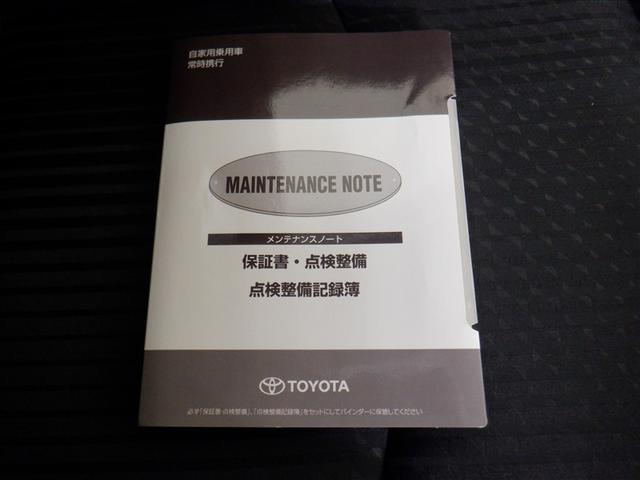 自家用乗用車
常時携行
MAINTENANCE NOTE
メンテナンスノート
保証書・点検整備
点検整備記録簿
TOYOTA
必ず「保証書・点検整備」、「点検整備記録簿」をセットにしてバインダーに保管してください